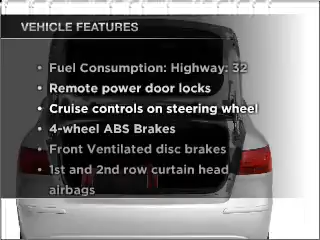 VEHICLE FEATURES
• Fuel Consumption: Highway: 32
• Remote power door locks
• Cruise controls on steering wheel
• 4-wheel ABS Brakes
• Front Ventilated disc brakes
• 1st and 2nd row curtain head
airbags